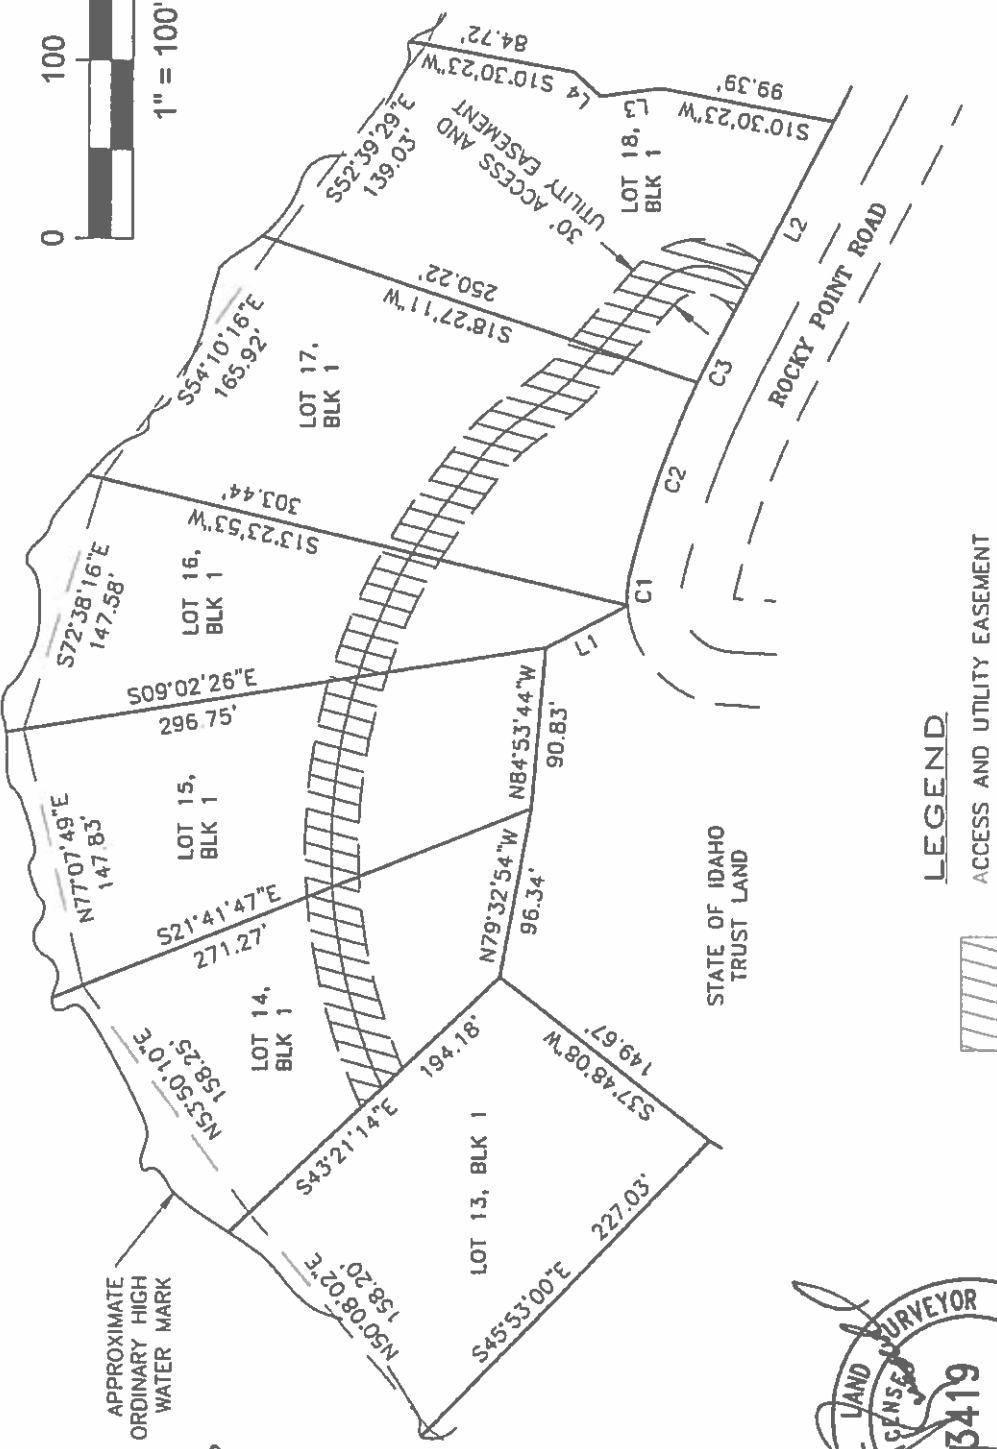 0
100
1" = 100'
84.72'
S10°30'23"W
L4
L3
99.39'
S10°30'23"W
S52°39'29"E
139.03'
30' ACCESS AND
UTILITY EASEMENT
LOT 18,
BLK 1
L2
ROCKY POINT ROAD
250.22'
S18°27'11"W
C3
S54°10'16"E
165.92'
LOT 17,
BLK 1
C2
303.44'
S13°23'53"W
C1
S72°38'16"E
147.58'
LOT 16,
BLK 1
L1
S09°02'26"E
296.75'
N84°53'44"W
90.83'
N77°07'49"E
147.83'
LOT 15,
BLK 1
S21°41'47"E
271.27'
N79°32'54"W
96.34'
STATE OF IDAHO
TRUST LAND
N53°50'10"E
158.25'
LOT 14,
BLK 1
194.18'
S43°21'14"E
S37°48'08"W
149.67'
APPROXIMATE
ORDINARY HIGH
WATER MARK
N50°08'02"E
158.20'
LOT 13, BLK 1
227.03'
S45°53'00"E
LEGEND
ACCESS AND UTILITY EASEMENT
LAND SURVEYOR
3419